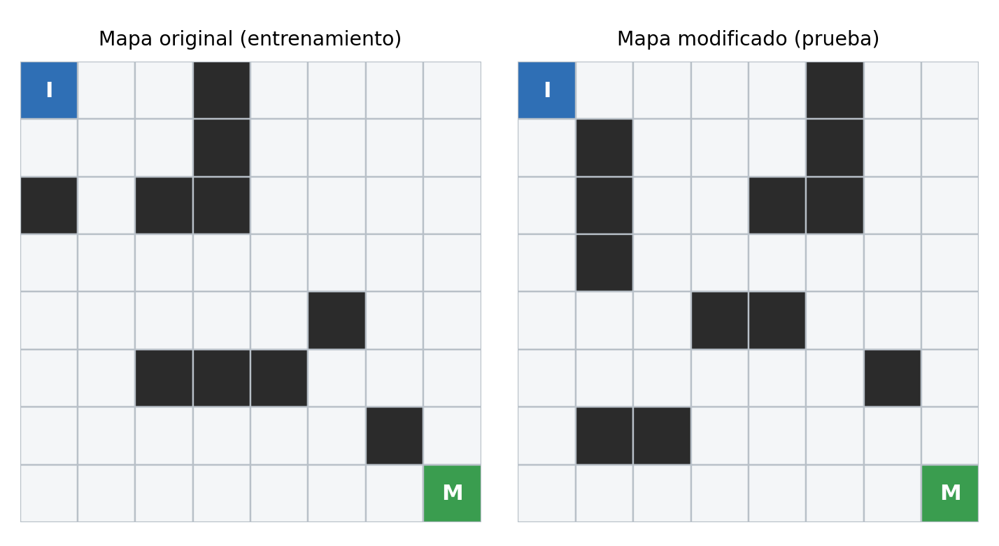 Mapa original (entrenamiento)
Mapa modificado (prueba)
I
I
M
M